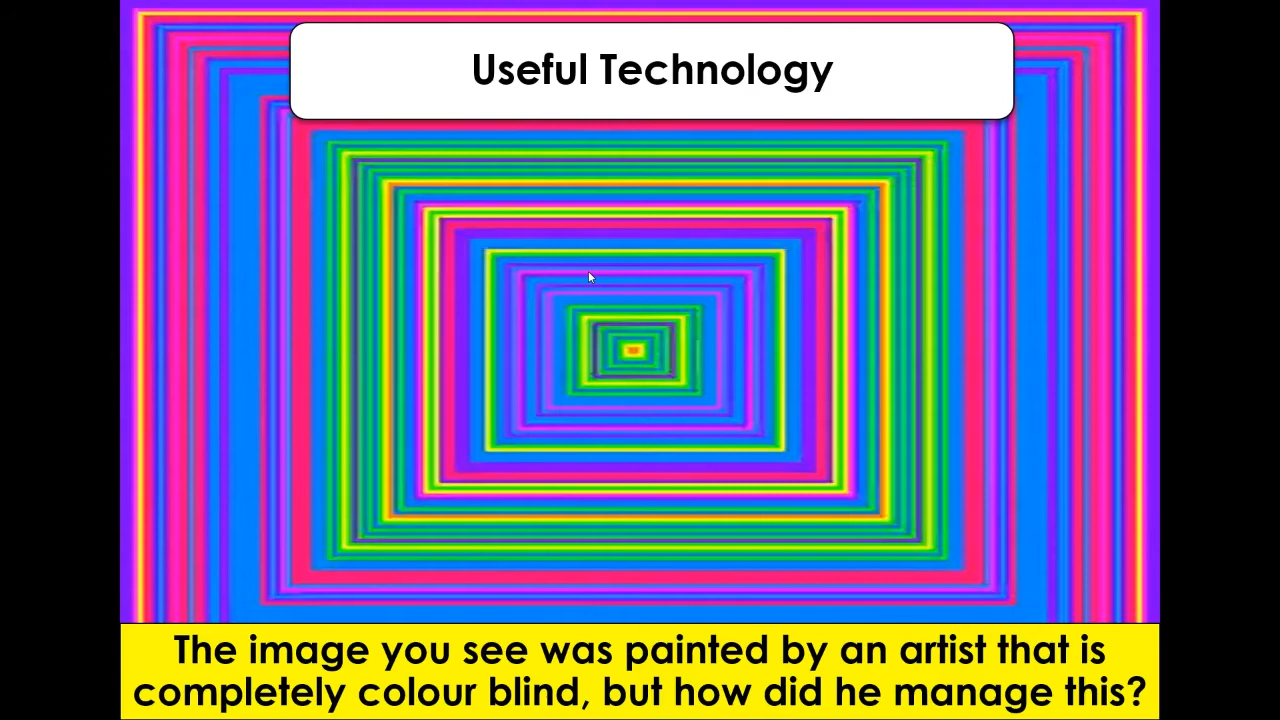 Useful Technology
The image you see was painted by an artist that is
completely colour blind, but how did he manage this?